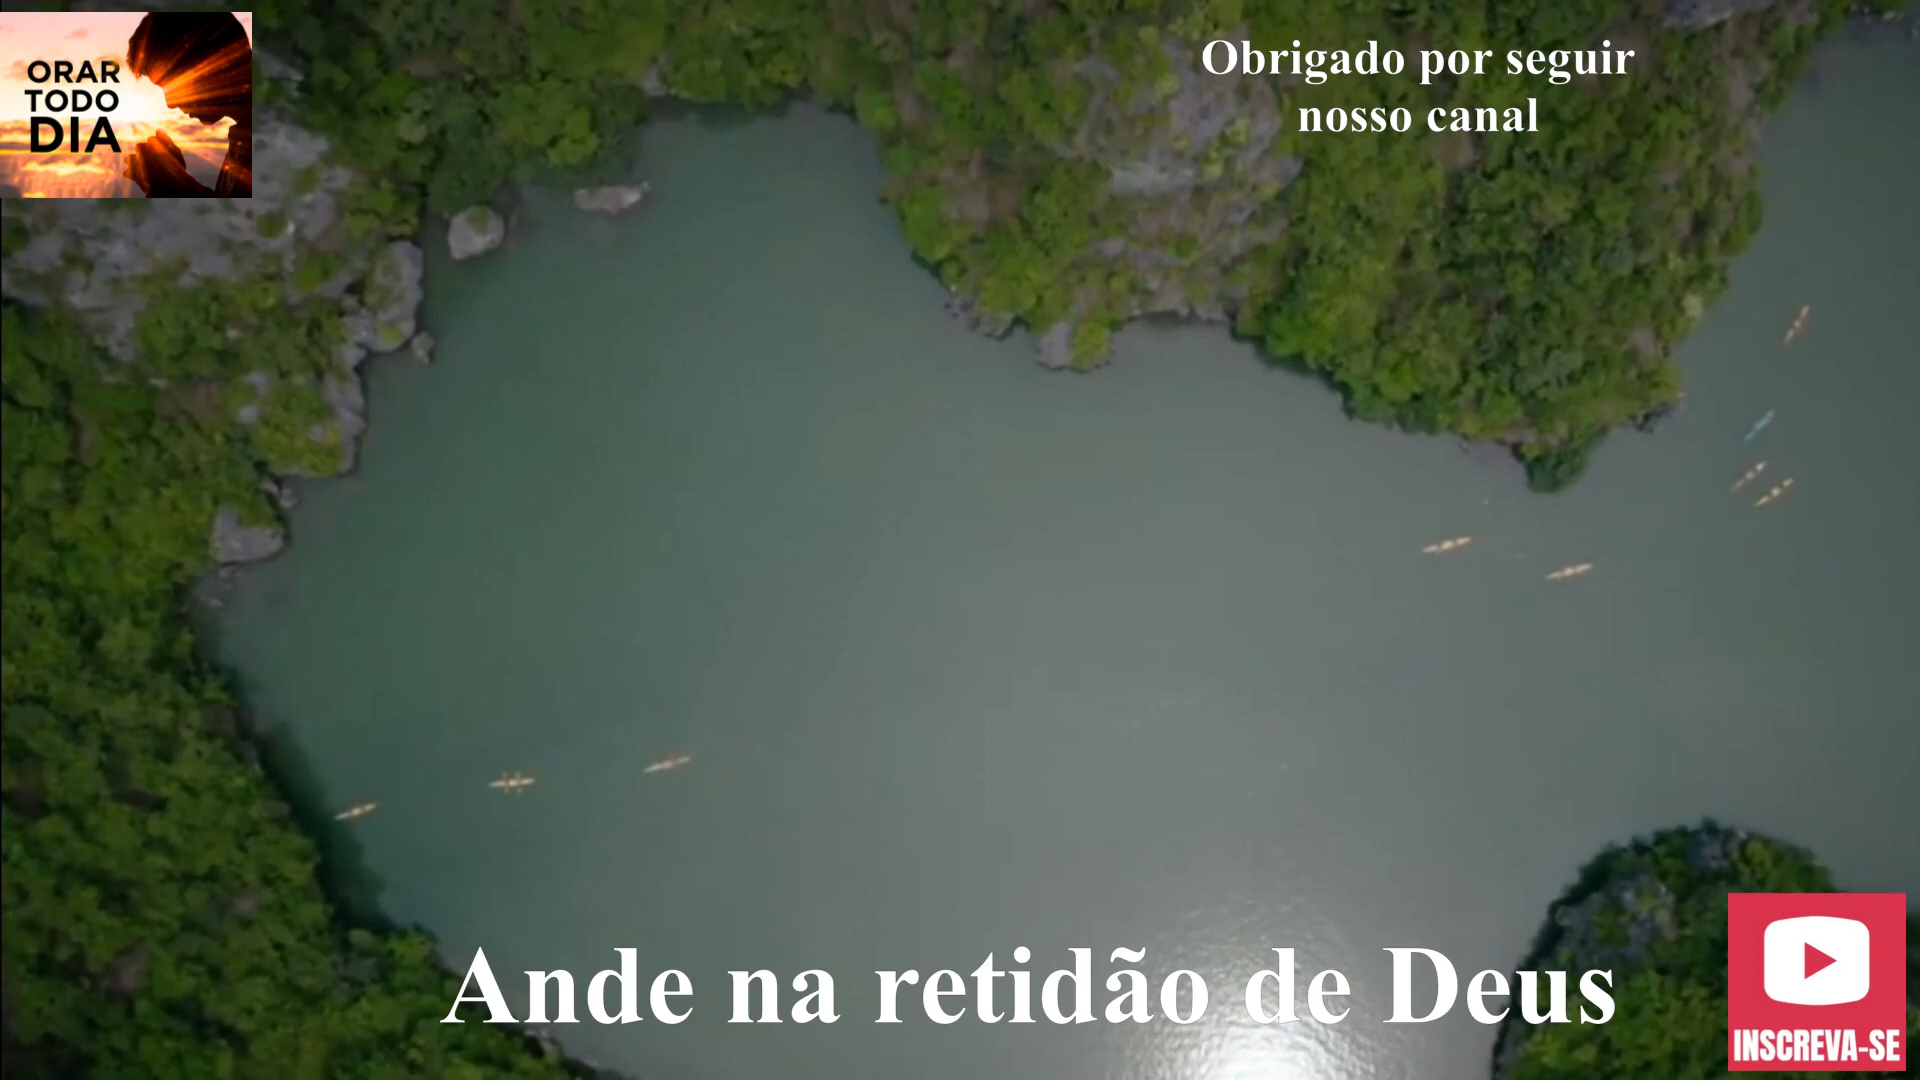 ORAR
TODO
DIA
Obrigado por seguir
nosso canal
Ande na retidão de Deus
INSCREVA-SE